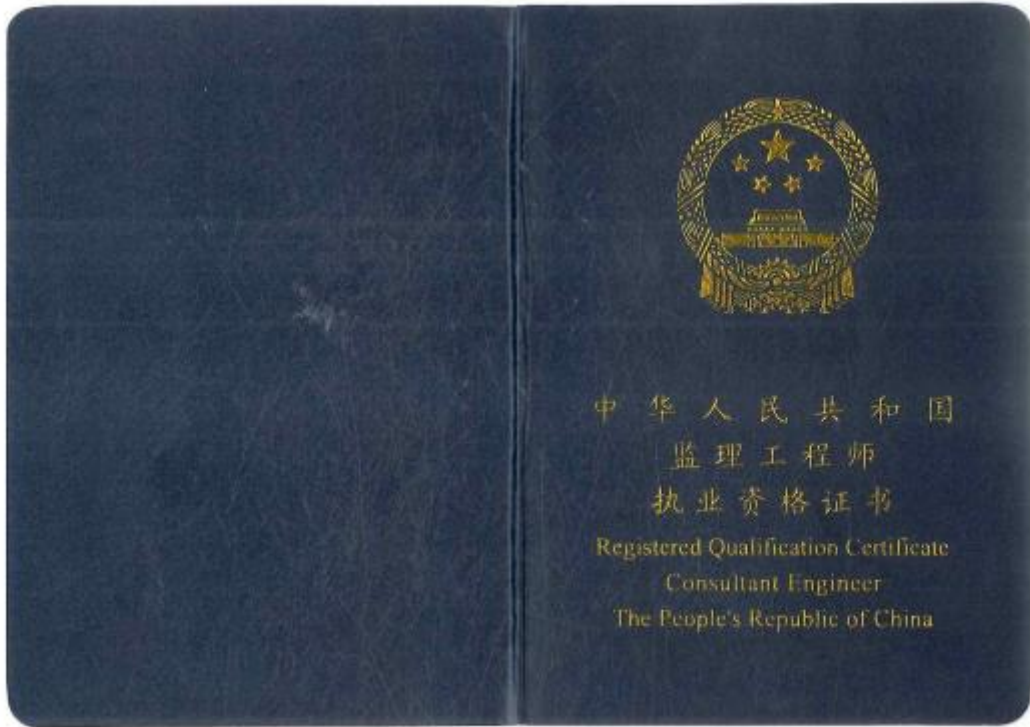 中华人民共和国
监理工程师
执业资格证书
Registered Qualification Certificate
Consultant Engineer
The People's Republic of China